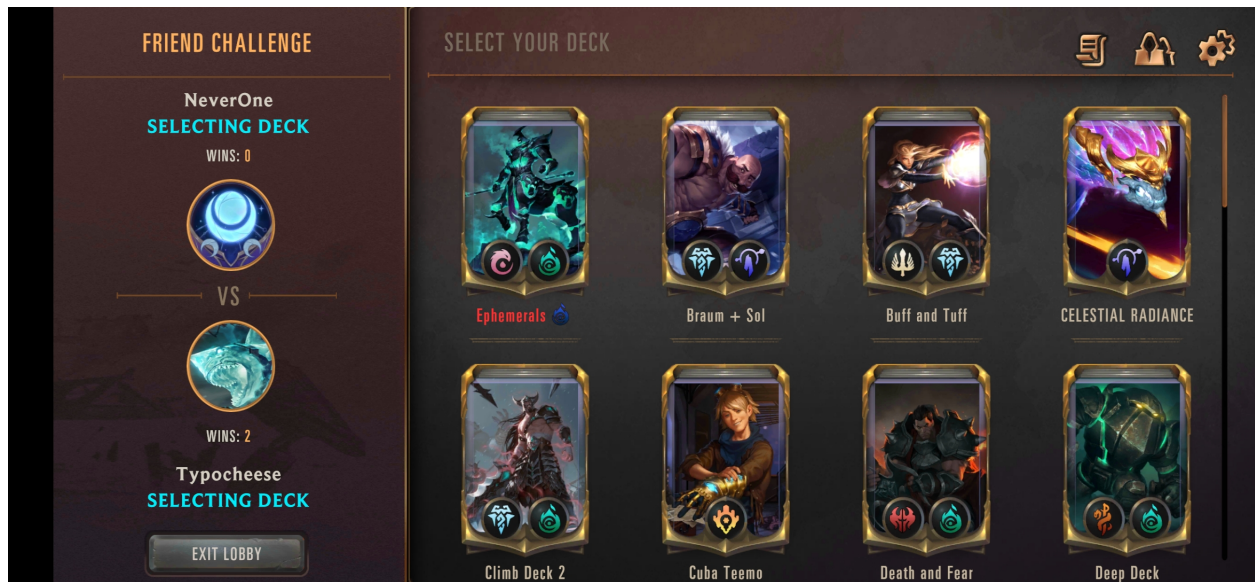 FRIEND CHALLENGE
NeverOne
SELECTING DECK
WINS: 0
VS
WINS: 2
Typocheese
SELECTING DECK
EXIT LOBBY
SELECT YOUR DECK
Ephemerals
Braum + Sol
Buff and Tuff
CELESTIAL RADIANCE
Climb Deck 2
Cuba Teemo
Death and Fear
Deep Deck